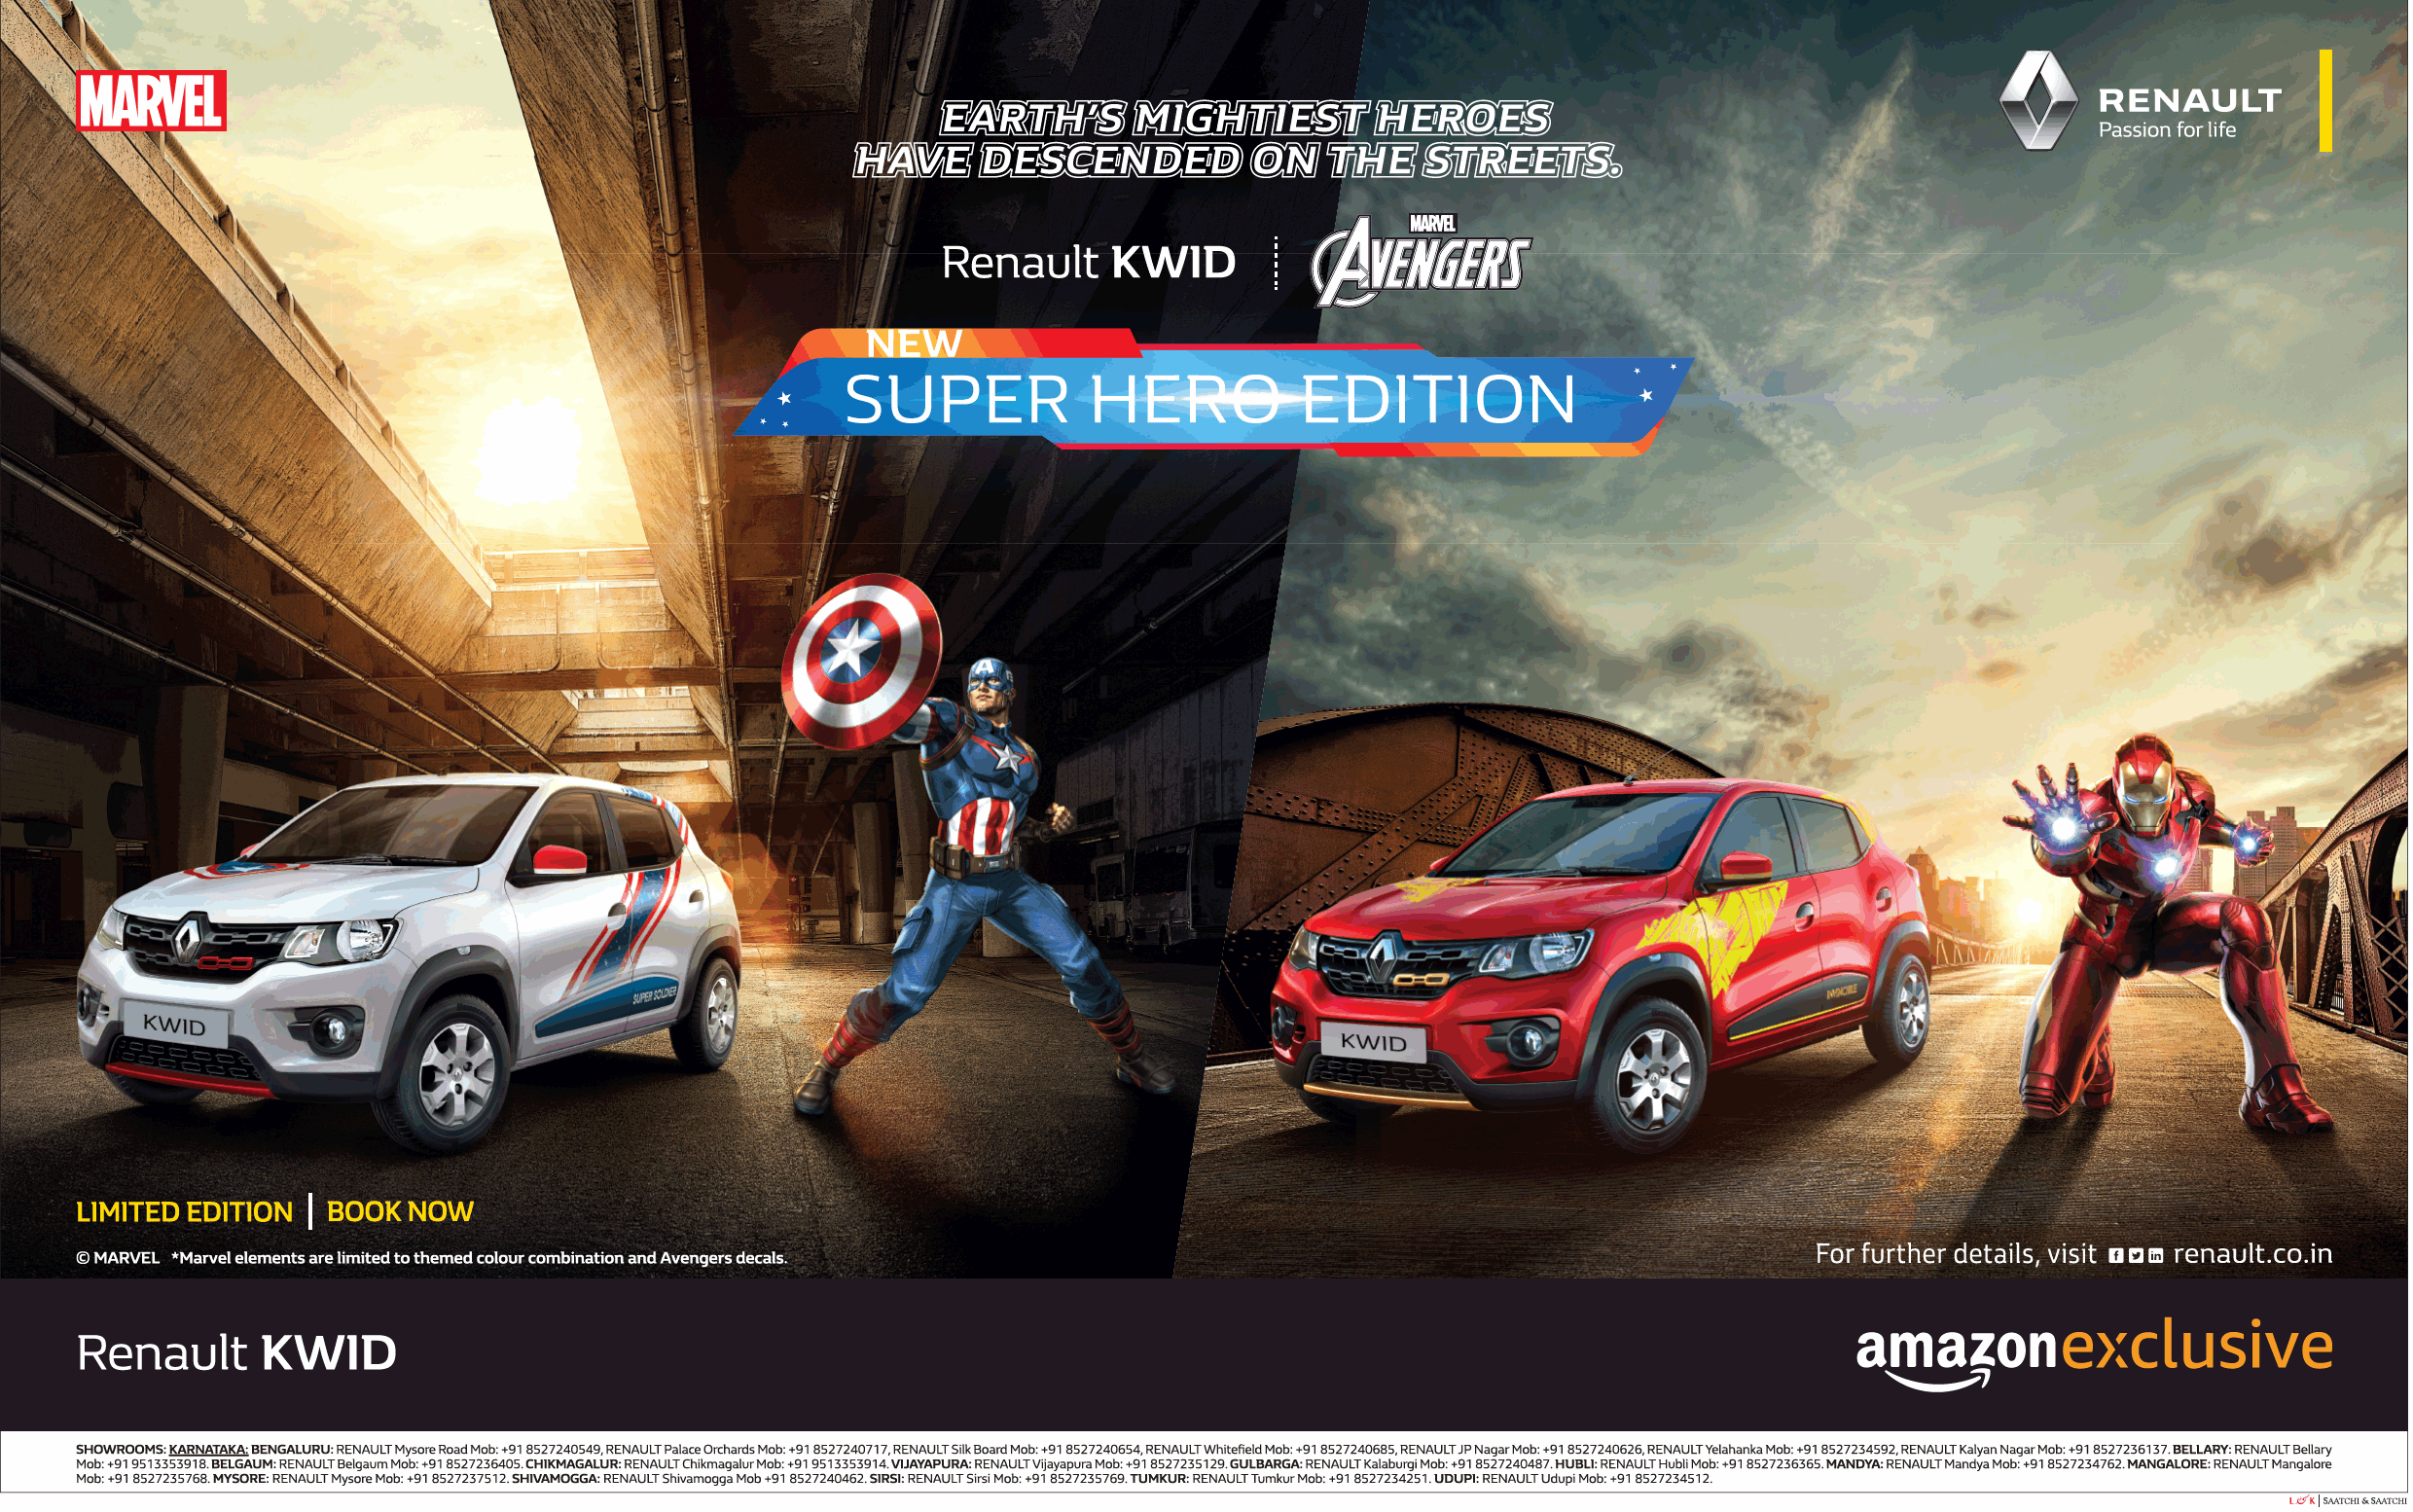 MARVEL
RENAULT
Passion for life
EARTH'S MIGHTIEST HEROES
HAVE DESCENDED ON THE STREETS.
Renault KWID
MARVEL
AVENGERS
NEW
SUPER HERO EDITION
A
SUPER SOLDIER
KWID
INVINCIBLE
KWID
LIMITED EDITION | BOOK NOW
© MARVEL *Marvel elements are limited to themed colour combination and Avengers decals.
For further details, visit f in renault.co.in
Renault KWID
amazonexclusive
SHOWROOMS: KARNATAKA: BENGALURU: RENAULT Mysore Road Mob: +91 8527240549, RENAULT Palace Orchards Mob: +91 8527240717, RENAULT Silk Board Mob: +91 8527240654, RENAULT Whitefield Mob: +91 8527240685, RENAULT JP Nagar Mob: +91 8527240626, RENAULT Yelahanka Mob: +91 8527234592, RENAULT Kalyan Nagar Mob: +91 8527236137. BELLARY: RENAULT Bellary
Mob: +91 9513353918. BELGAUM: RENAULT Belgaum Mob: +91 8527236405. CHIKMAGALUR: RENAULT Chikmagalur Mob: +91 9513353914. VIJAYAPURA: RENAULT Vijayapura Mob: +91 8527235129. GULBARGA: RENAULT Kalaburgi Mob: +91 8527240487. HUBLI: RENAULT Hubli Mob: +91 8527236365. MANDYA: RENAULT Mandya Mob: +91 8527234762. MANGALORE: RENAULT Mangalore
Mob: +91 8527235768. MYSORE: RENAULT Mysore Mob: +91 8527237512. SHIVAMOGGA: RENAULT Shivamogga Mob +91 8527240462. SIRSI: RENAULT Sirsi Mob: +91 8527235769. TUMKUR: RENAULT Tumkur Mob: +91 8527234251. UDUPI: RENAULT Udupi Mob: +91 8527234512.
L & K | SAATCHI & SAATCHI